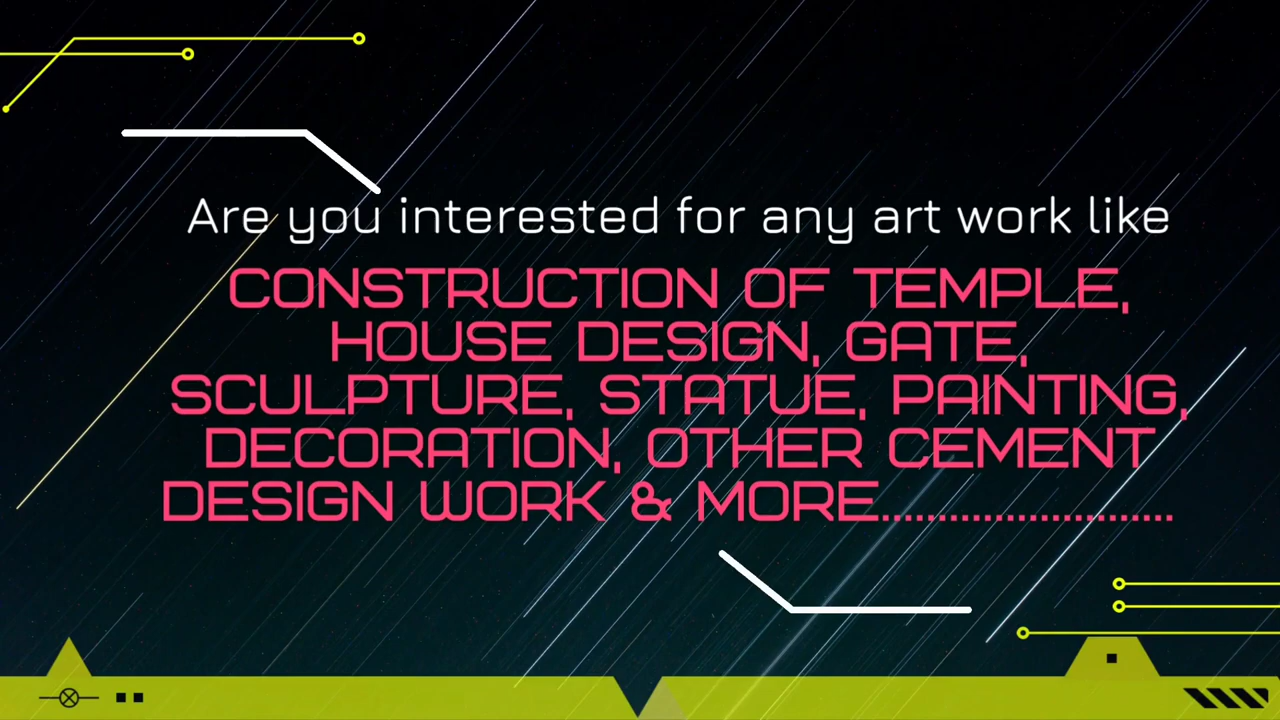 Are you interested for any art work like
CONSTRUCTION OF TEMPLE,
HOUSE DESIGN, GATE,
SCULPTURE, STATUE, PAINTING,
DECORATION, OTHER CEMENT
DESIGN WORK & MORE..........................